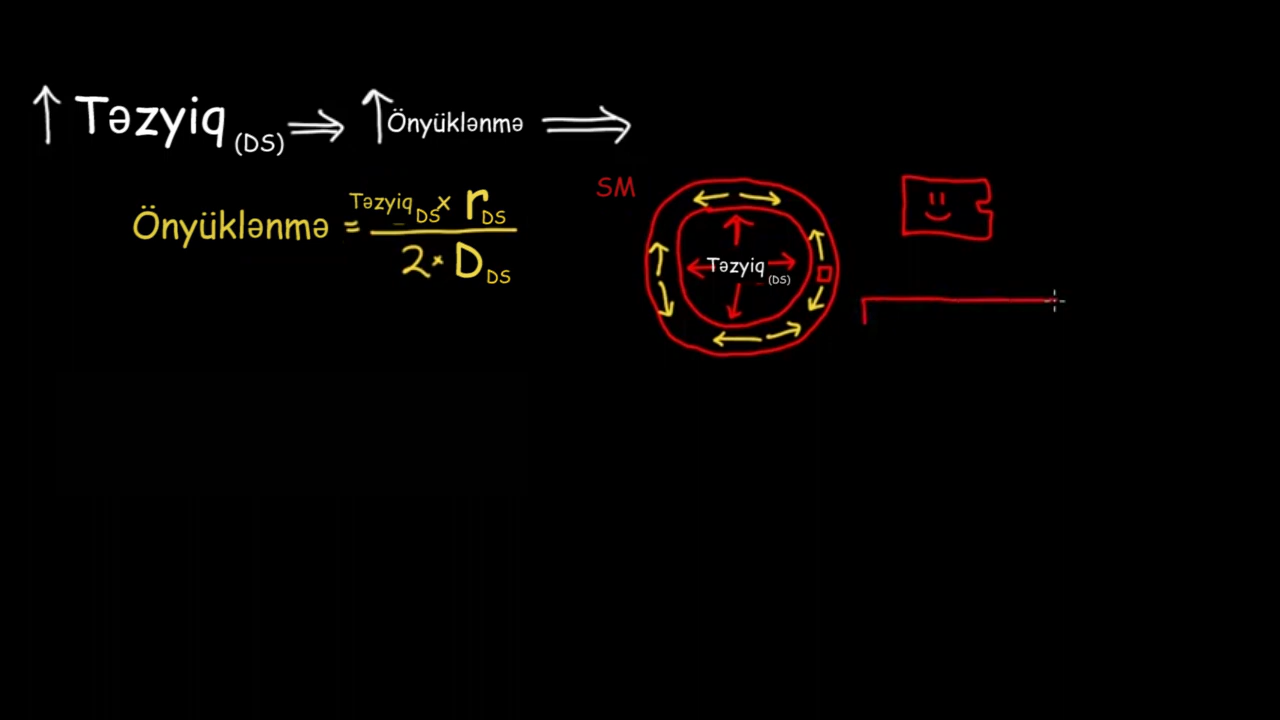 ↑ Təzyiq (DS) ⇒ ↑ Önyüklənmə ⇒
Önyüklənmə = Təzyiq DS × r DS
2 × D DS
SM
Təzyiq (DS)